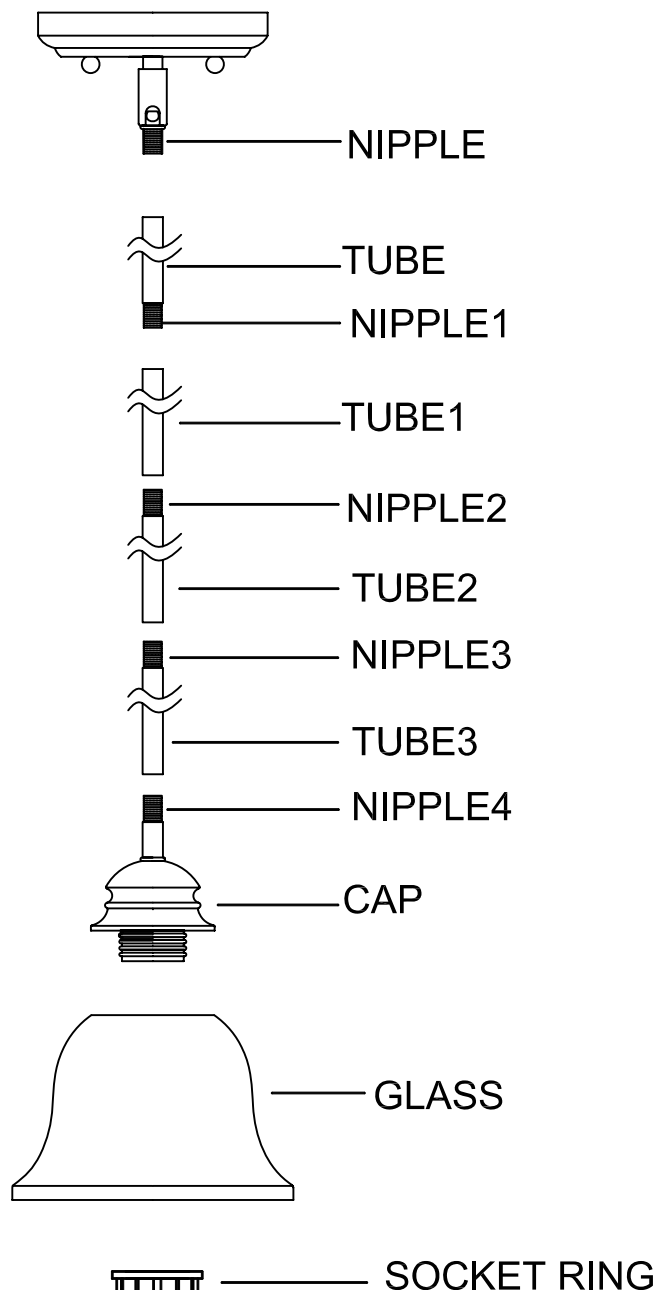 NIPPLE
TUBE
NIPPLE1
TUBE1
NIPPLE2
TUBE2
NIPPLE3
TUBE3
NIPPLE4
CAP
GLASS
SOCKET RING